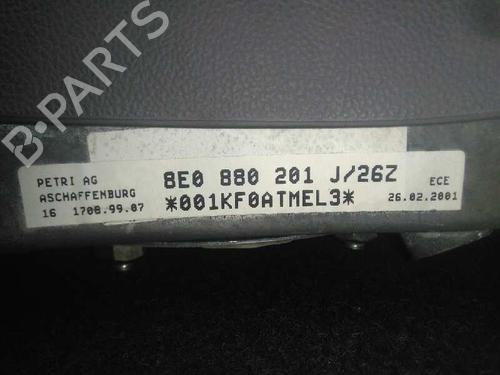 B-PARTS
PETRI AG
ASCHAFFENBURG
16 1708.99.07
8E0 880 201 J/26Z
*001KF0ATMEL3*
ECE
26.02.2001